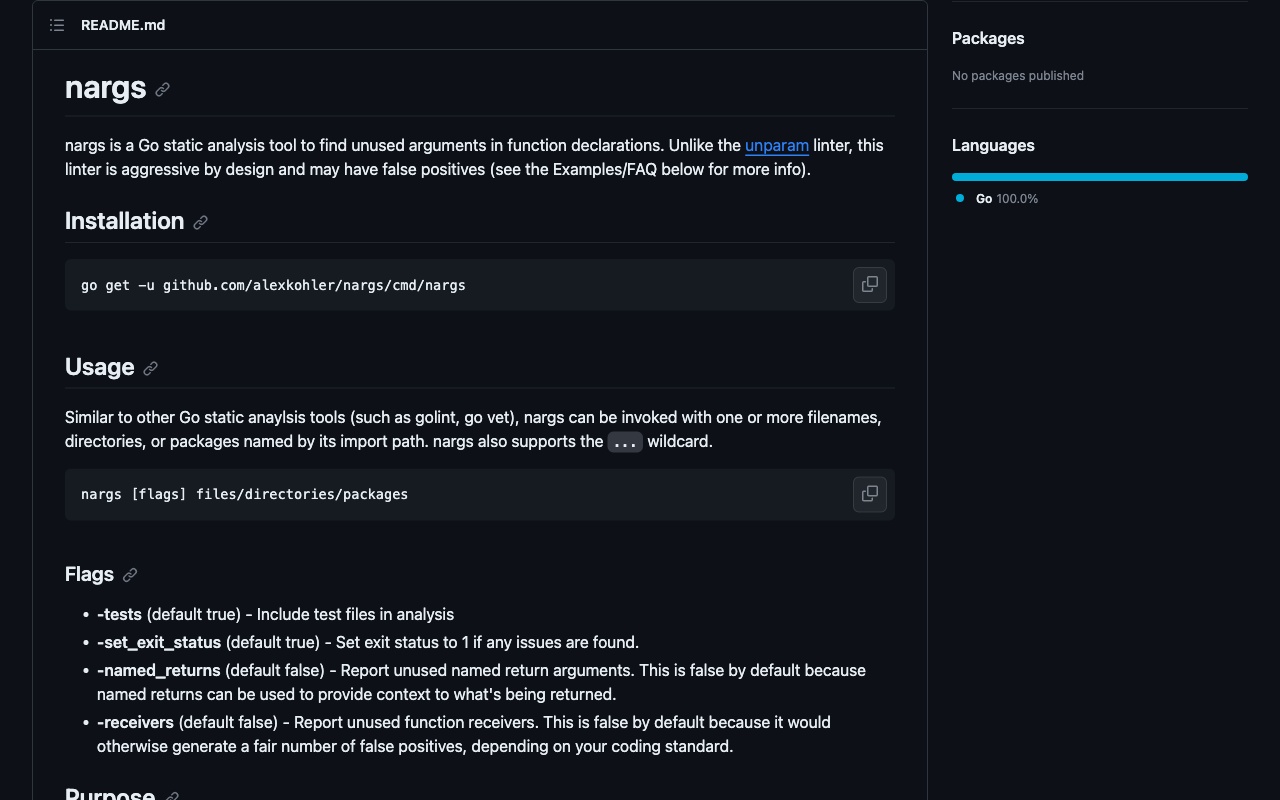 README.md
nargs
nargs is a Go static analysis tool to find unused arguments in function declarations. Unlike the unparam linter, this
linter is aggressive by design and may have false positives (see the Examples/FAQ below for more info).
Installation
go get -u github.com/alexkohler/nargs/cmd/nargs
Usage
Similar to other Go static anaylsis tools (such as golint, go vet), nargs can be invoked with one or more filenames,
directories, or packages named by its import path. nargs also supports the ... wildcard.
nargs [flags] files/directories/packages
Flags
• -tests (default true) - Include test files in analysis
• -set_exit_status (default true) - Set exit status to 1 if any issues are found.
• -named_returns (default false) - Report unused named return arguments. This is false by default because
named returns can be used to provide context to what's being returned.
• -receivers (default false) - Report unused function receivers. This is false by default because it would
otherwise generate a fair number of false positives, depending on your coding standard.
Purpose
Packages
No packages published
Languages
Go 100.0%